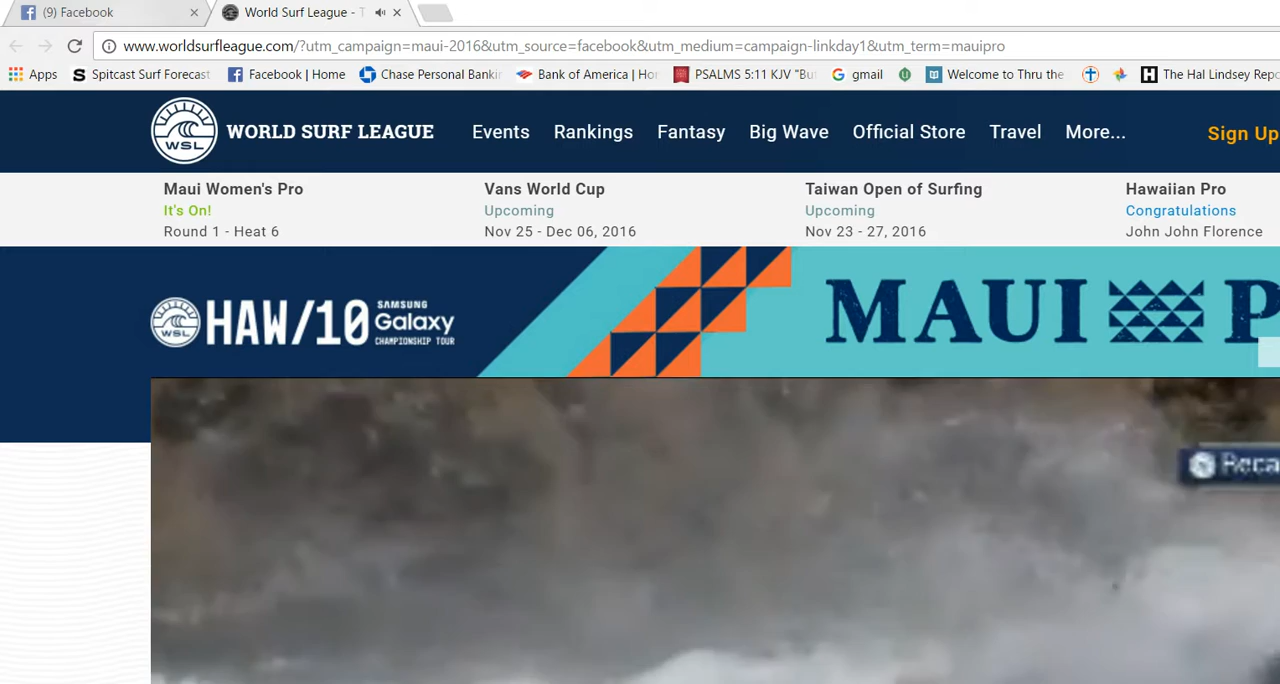 (9) Facebook
World Surf League - T
www.worldsurfleague.com/?utm_campaign=maui-2016&utm_source=facebook&utm_medium=campaign-linkday1&utm_term=mauipro
Apps Spitcast Surf Forecast Facebook | Home Chase Personal Bankin Bank of America | Ho PSALMS 5:11 KJV "Bu gmail Welcome to Thru the The Hal Lindsey Repo
WSL WORLD SURF LEAGUE Events Rankings Fantasy Big Wave Official Store Travel More... Sign Up
Maui Women's Pro Vans World Cup Taiwan Open of Surfing Hawaiian Pro
It's On! Upcoming Upcoming Congratulations
Round 1 - Heat 6 Nov 25 - Dec 06, 2016 Nov 23 - 27, 2016 John John Florence
WSL HAW/10 SAMSUNG
Galaxy
CHAMPIONSHIP TOUR
MAUI P
Reca